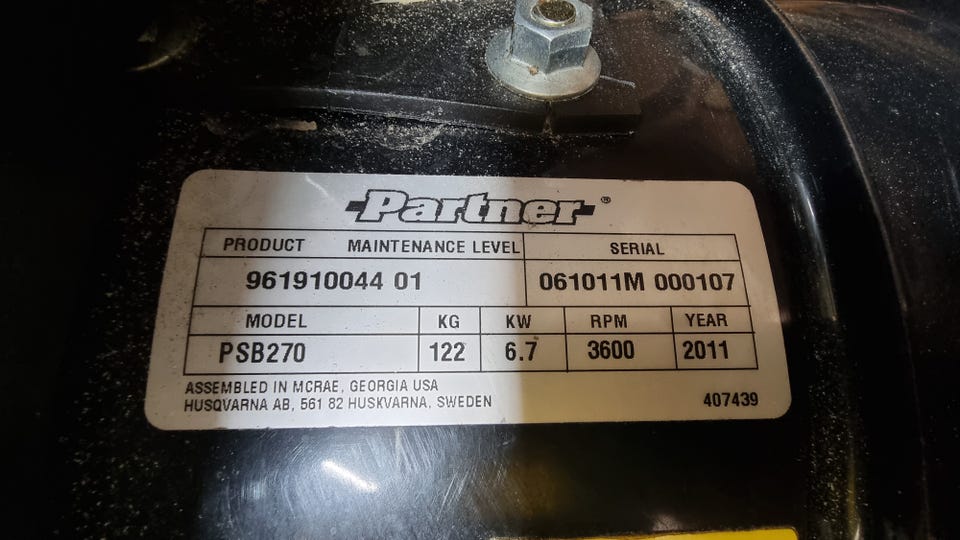 Partner®
PRODUCT MAINTENANCE LEVEL SERIAL
961910044 01 061011M 000107
MODEL KG KW RPM YEAR
PSB270 122 6.7 3600 2011
ASSEMBLED IN MCRAE, GEORGIA USA
HUSQVARNA AB, 561 82 HUSKVARNA, SWEDEN 407439